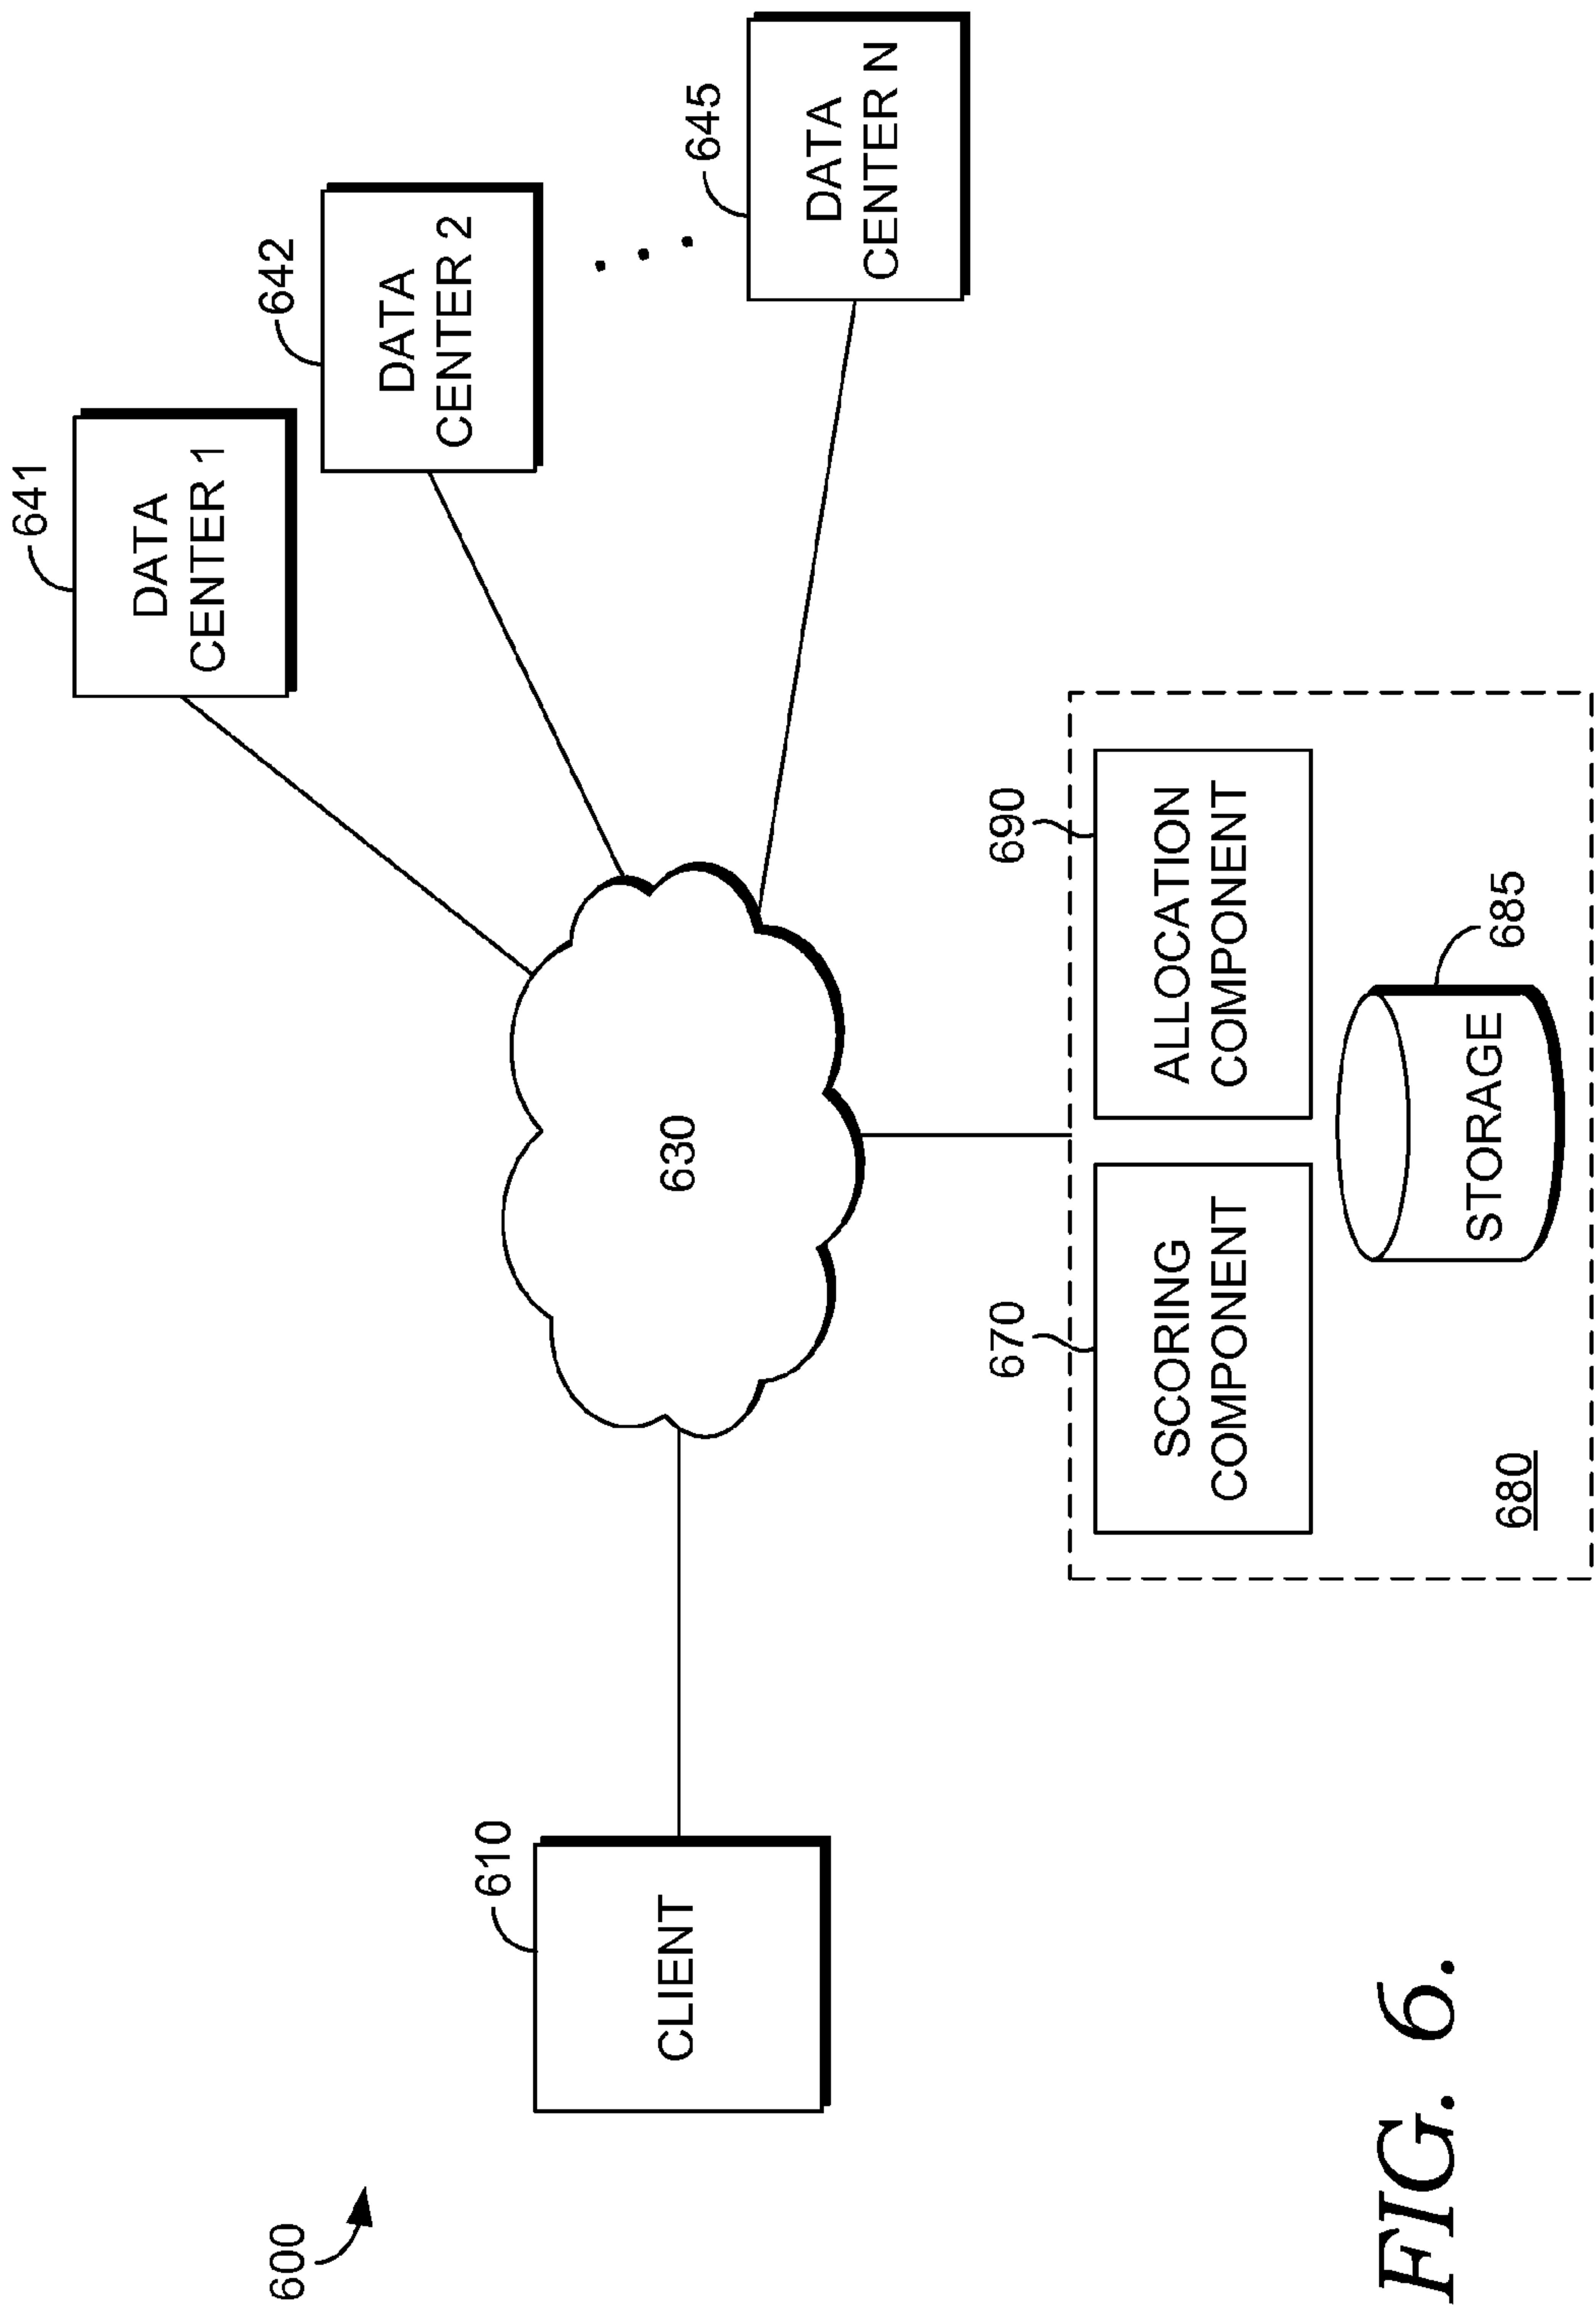 600
610
CLIENT
630
641
DATA
CENTER 1
642
DATA
CENTER 2
645
DATA
CENTER N
670
SCORING
COMPONENT
690
ALLOCATION
COMPONENT
685
STORAGE
680
FIG. 6.